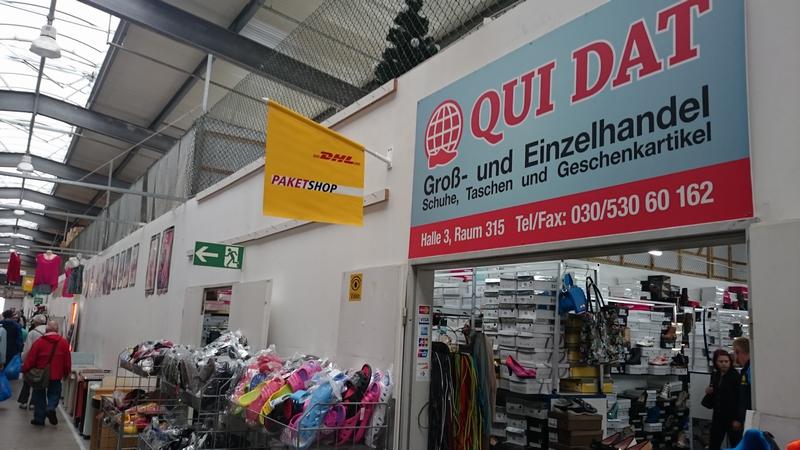 DHL
PAKETSHOP
QUI DAT
Groß- und Einzelhandel
Schuhe, Taschen und Geschenkartikel
Halle 3, Raum 315 Tel/Fax: 030/530 60 162
VISA